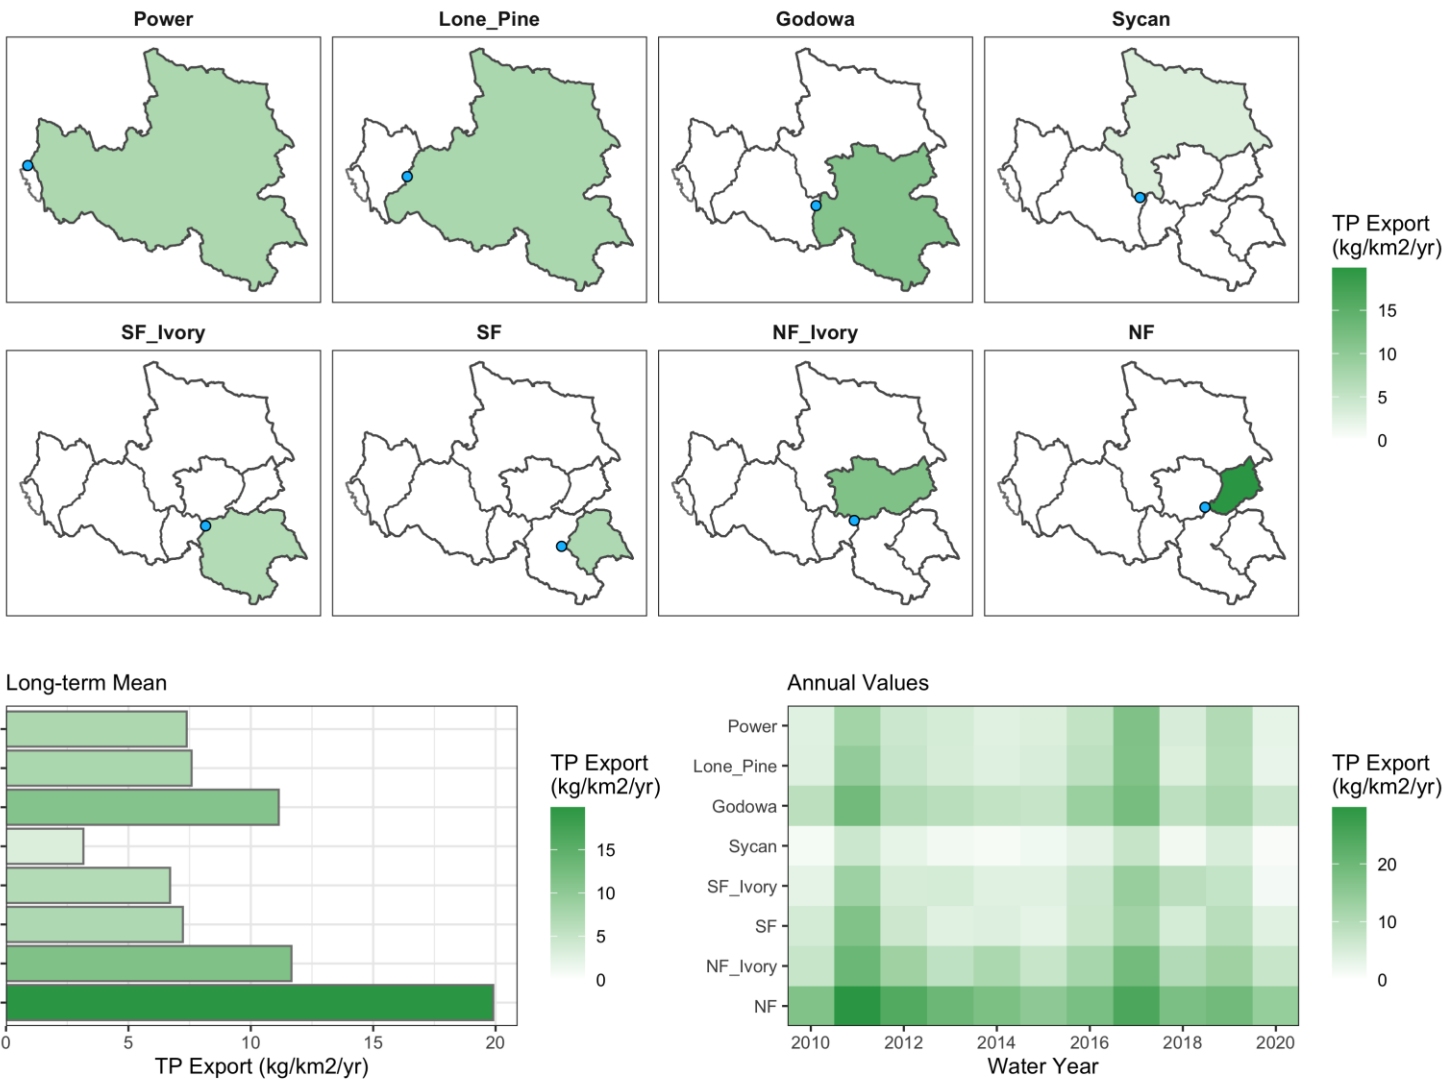 Power
Lone_Pine
Godowa
Sycan
TP Export
(kg/km2/yr)
15
10
5
0
SF_Ivory
SF
NF_Ivory
NF
Long-term Mean
0
5
10
15
20
TP Export (kg/km2/yr)
TP Export
(kg/km2/yr)
15
10
5
0
Annual Values
Power
Lone_Pine
Godowa
Sycan
SF_Ivory
SF
NF_Ivory
NF
2010
2012
2014
2016
2018
2020
Water Year
TP Export
(kg/km2/yr)
20
10
0